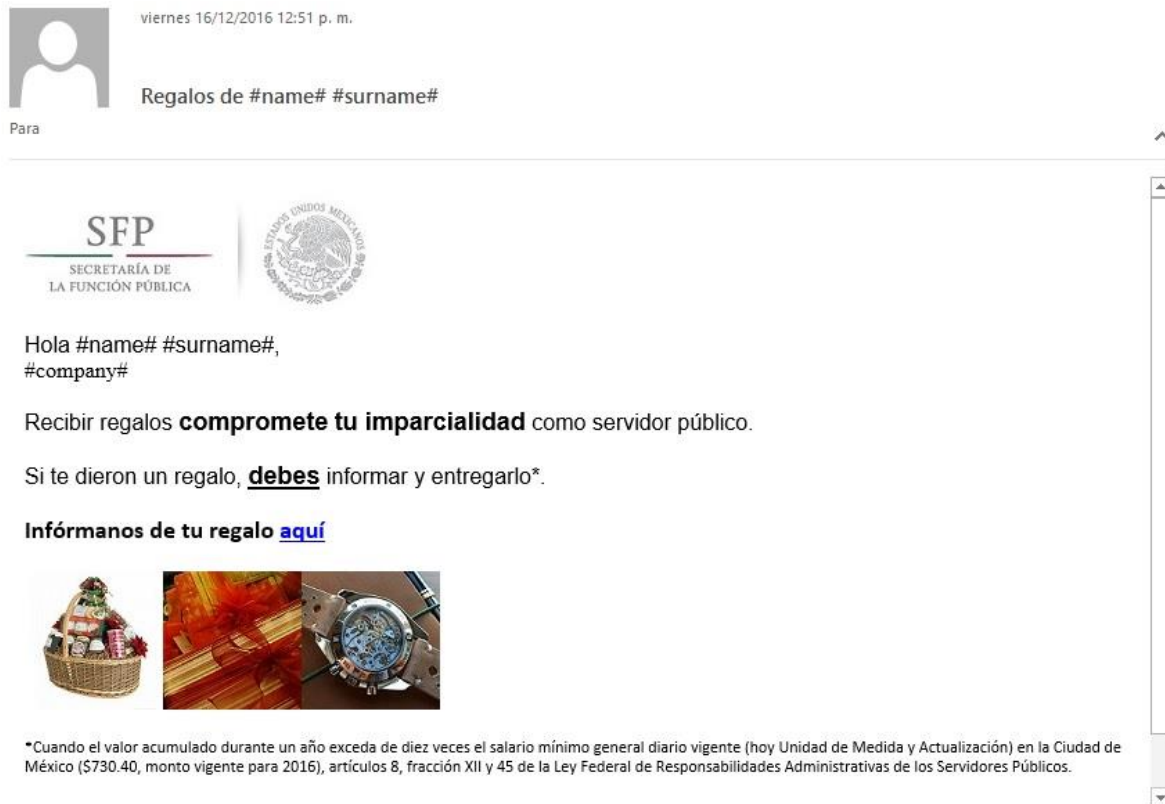 viernes 16/12/2016 12:51 p. m.
Regalos de #name# #surname#
Para
SFP
SECRETARÍA DE
LA FUNCIÓN PÚBLICA
ESTADOS UNIDOS MEXICANOS
Hola #name# #surname#,
#company#
Recibir regalos compromete tu imparcialidad como servidor público.
Si te dieron un regalo, debes informar y entregarlo*.
Infórmanos de tu regalo aquí
*Cuando el valor acumulado durante un año exceda de diez veces el salario mínimo general diario vigente (hoy Unidad de Medida y Actualización) en la Ciudad de
México ($730.40, monto vigente para 2016), artículos 8, fracción XII y 45 de la Ley Federal de Responsabilidades Administrativas de los Servidores Públicos.